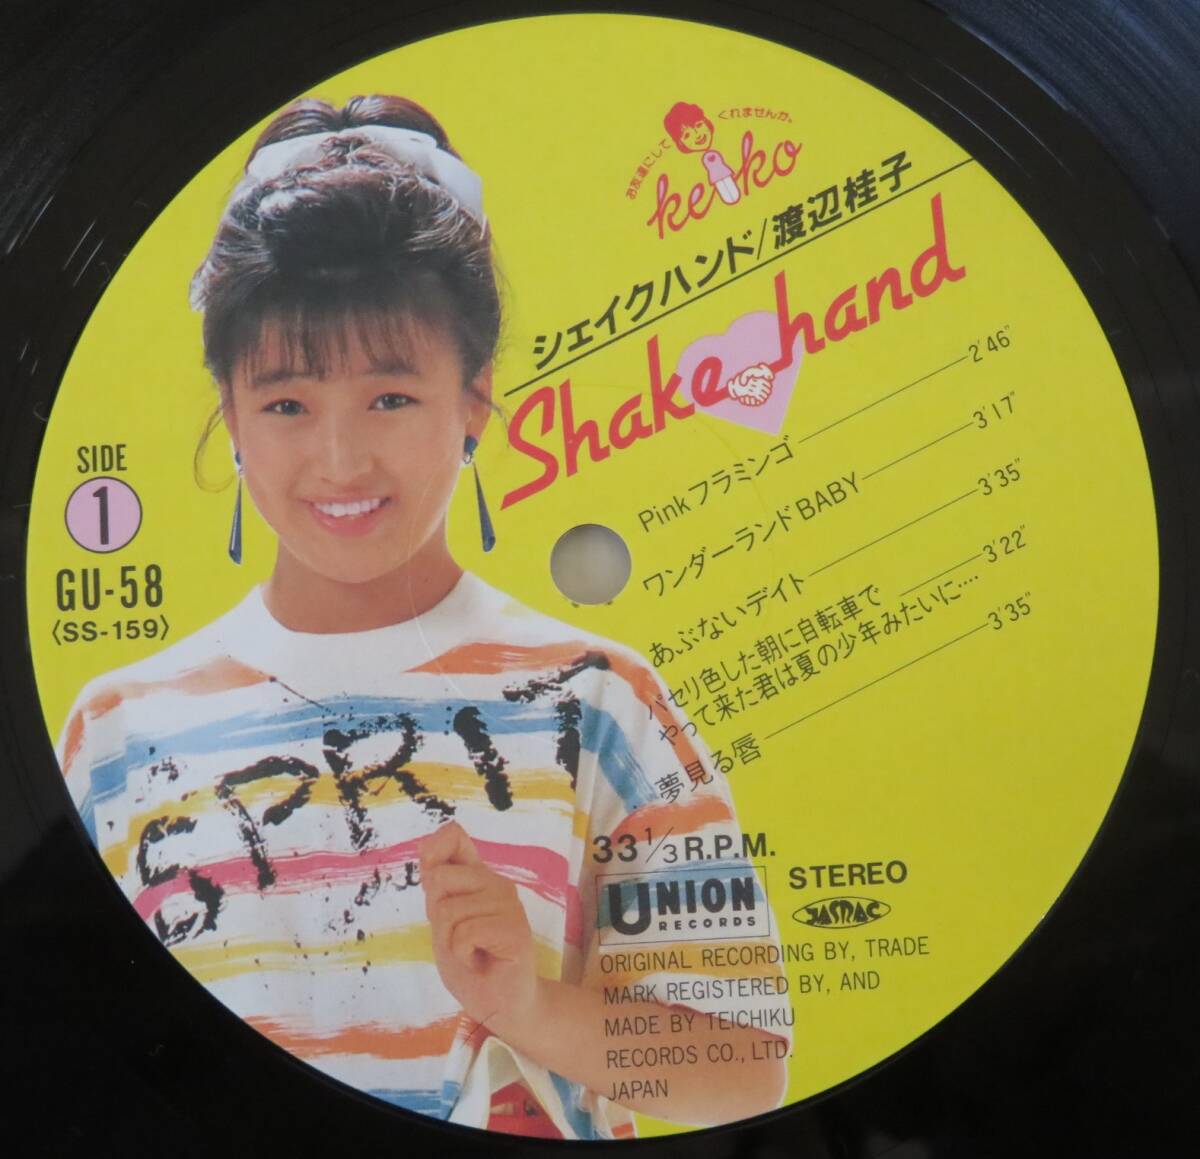 お友達にして くれませんか。
keiko
シェイクハンド/渡辺桂子
Shake hand
SIDE
1
GU-58
〈SS-159〉
Pinkフラミンゴ 2'46"
ワンダーランドBABY 3'17"
あぶないデイト 3'35"
パセリ色した朝に自転車で
やって来た君は夏の少年みたいに‥‥ 3'22"
夢見る唇 3'35"
33 1/3 R.P.M.
UNION
RECORDS
STEREO
JASRAC
ORIGINAL RECORDING BY, TRADE
MARK REGISTERED BY, AND
MADE BY TEICHIKU
RECORDS CO., LTD.
JAPAN
SPRIT